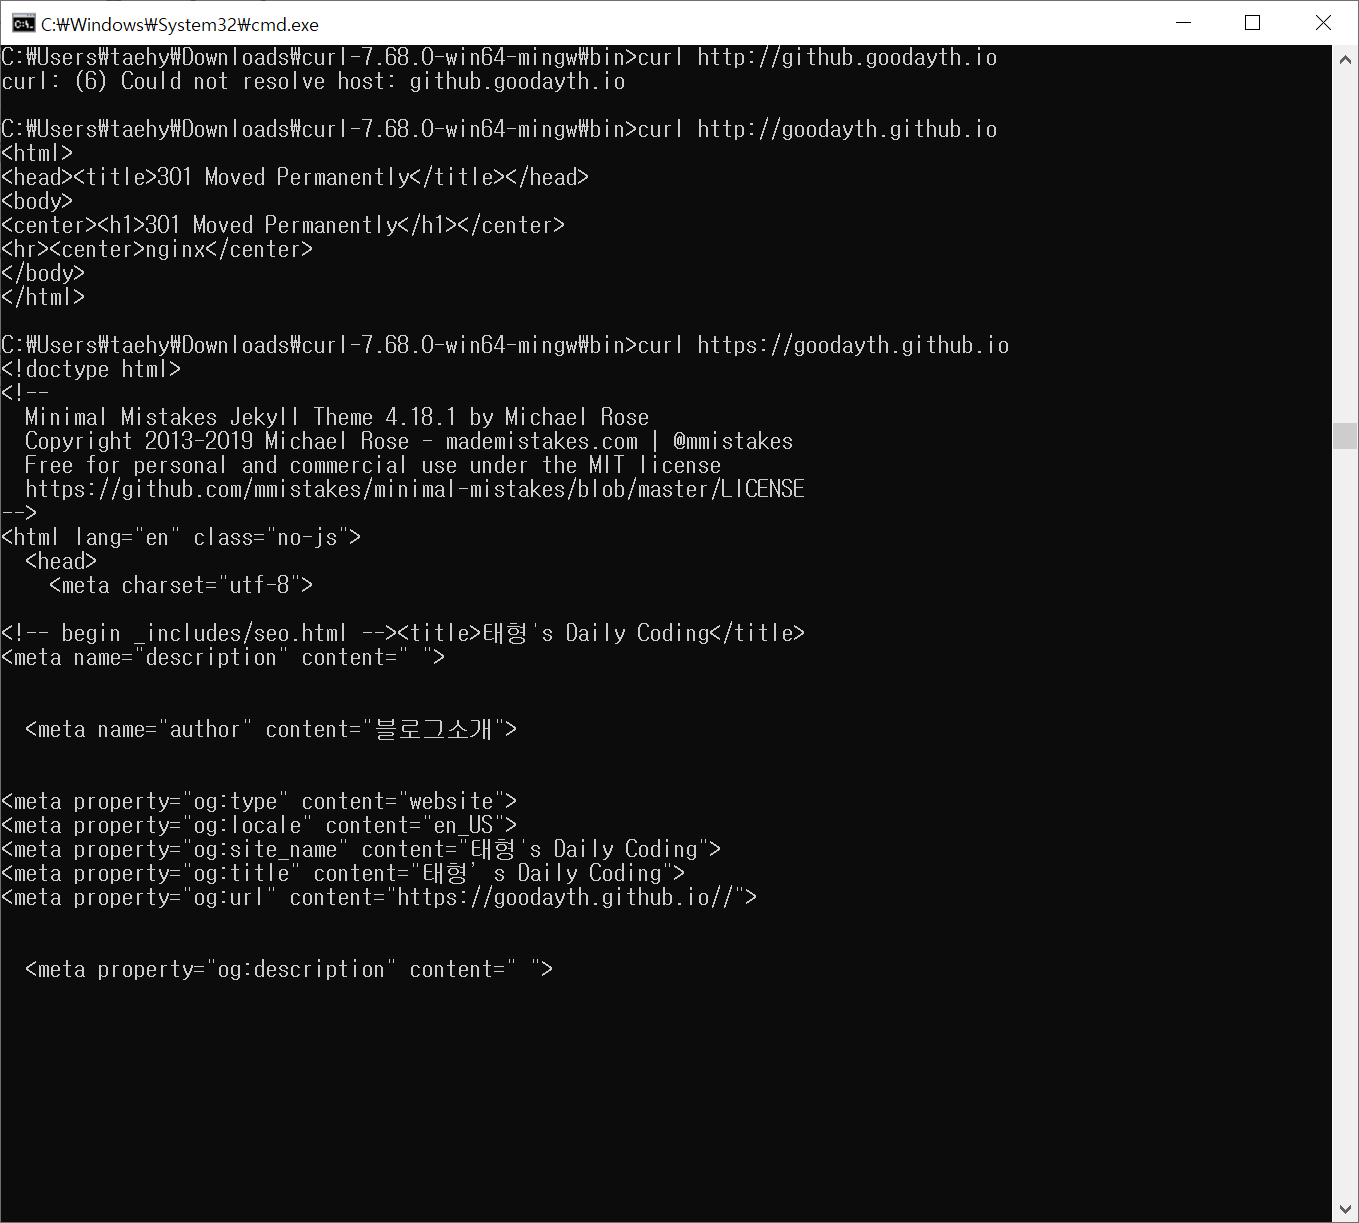 C:₩Windows₩System32₩cmd.exe
C:₩Users₩taehy₩Downloads₩curl-7.68.0-win64-mingw₩bin>curl http://github.goodayth.io
curl: (6) Could not resolve host: github.goodayth.io
C:₩Users₩taehy₩Downloads₩curl-7.68.0-win64-mingw₩bin>curl http://goodayth.github.io
<html>
<head><title>301 Moved Permanently</title></head>
<body>
<center><h1>301 Moved Permanently</h1></center>
<hr><center>nginx</center>
</body>
</html>
C:₩Users₩taehy₩Downloads₩curl-7.68.0-win64-mingw₩bin>curl https://goodayth.github.io
<!doctype html>
<!--
  Minimal Mistakes Jekyll Theme 4.18.1 by Michael Rose
  Copyright 2013-2019 Michael Rose - mademistakes.com | @mmistakes
  Free for personal and commercial use under the MIT license
  https://github.com/mmistakes/minimal-mistakes/blob/master/LICENSE
-->
<html lang="en" class="no-js">
  <head>
    <meta charset="utf-8">
<!-- begin _includes/seo.html --><title>태형's Daily Coding</title>
<meta name="description" content=" ">
  <meta name="author" content="블로그소개">
<meta property="og:type" content="website">
<meta property="og:locale" content="en_US">
<meta property="og:site_name" content="태형's Daily Coding">
<meta property="og:title" content="태형’s Daily Coding">
<meta property="og:url" content="https://goodayth.github.io//">
  <meta property="og:description" content=" ">